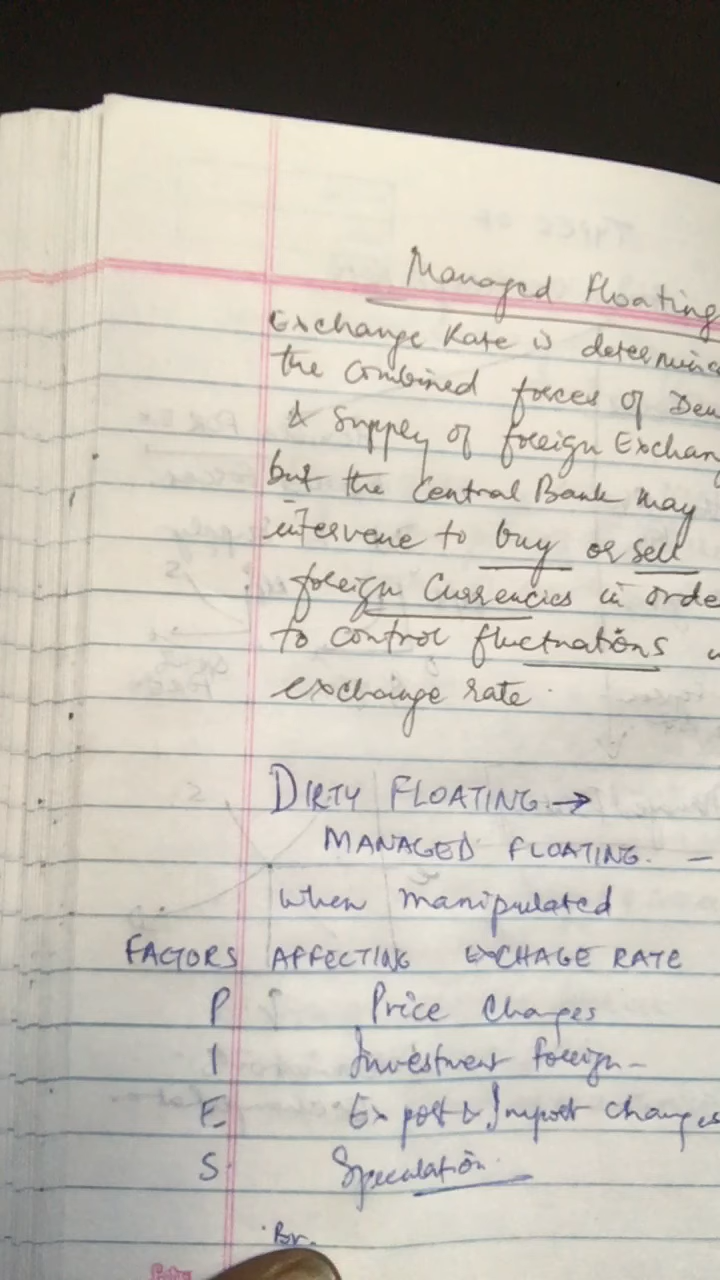 Managed Floating
Exchange Rate is determine
the combined forces of Dem
& Supply of foreign Exchan
but the Central Bank may
intervene to buy or sell
foreign Currencies in orde
to control fluctuations
exchange rate.
DIRTY FLOATING →
MANAGED FLOATING. –
when manipulated
FACTORS AFFECTING EXCHAGE RATE
P Price Changes
I Investment foreign –
E Export & Import changes
S Speculation
Br.